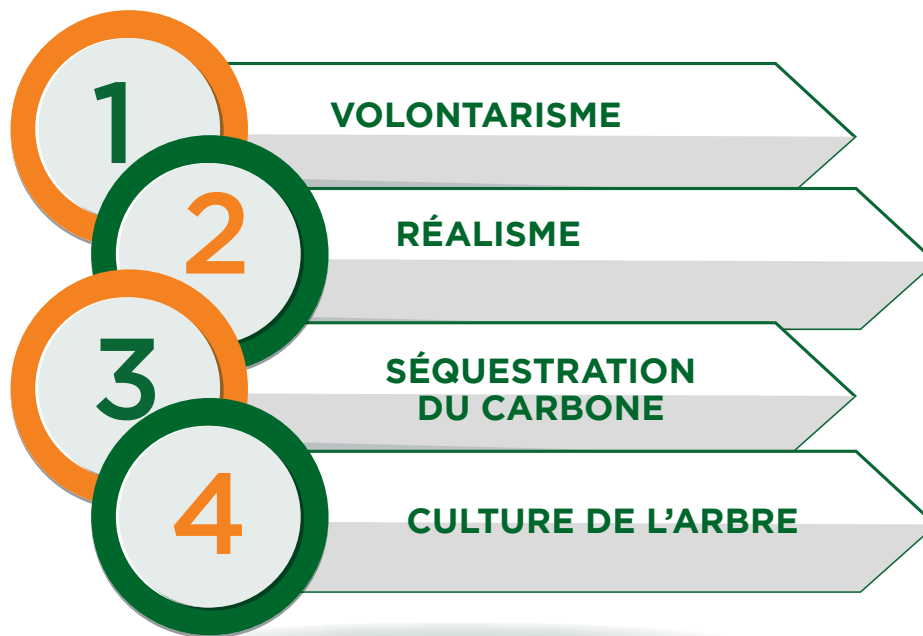 1
VOLONTARISME
2
RÉALISME
3
SÉQUESTRATION
DU CARBONE
4
CULTURE DE L'ARBRE